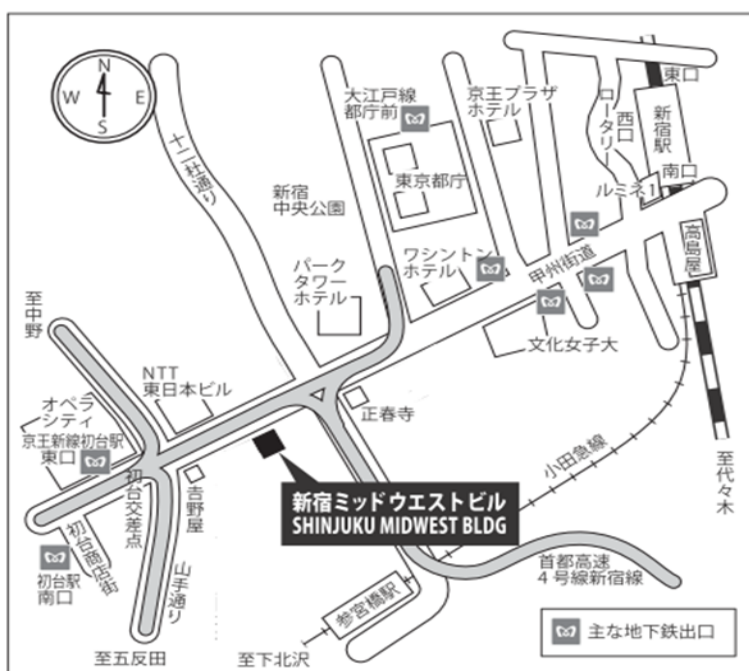 N
W E
S
十二社通り
大江戸線
都庁前
京王プラザ
ホテル
ロータリー
西口
東口
新宿駅
南口
ルミネ1
高島屋
東京都庁
新宿
中央公園
ワシントン
ホテル
甲州街道
パーク
タワー
ホテル
文化女子大
至中野
NTT
東日本ビル
オペラ
シティ
京王新線初台駅
東口
正春寺
小田急線
至代々木
初台交差点
吉野屋
新宿ミッドウエストビル
SHINJUKU MIDWEST BLDG
初台商店街
初台駅
南口
山手通り
首都高速
4号線新宿線
参宮橋駅
至五反田
至下北沢
主な地下鉄出口